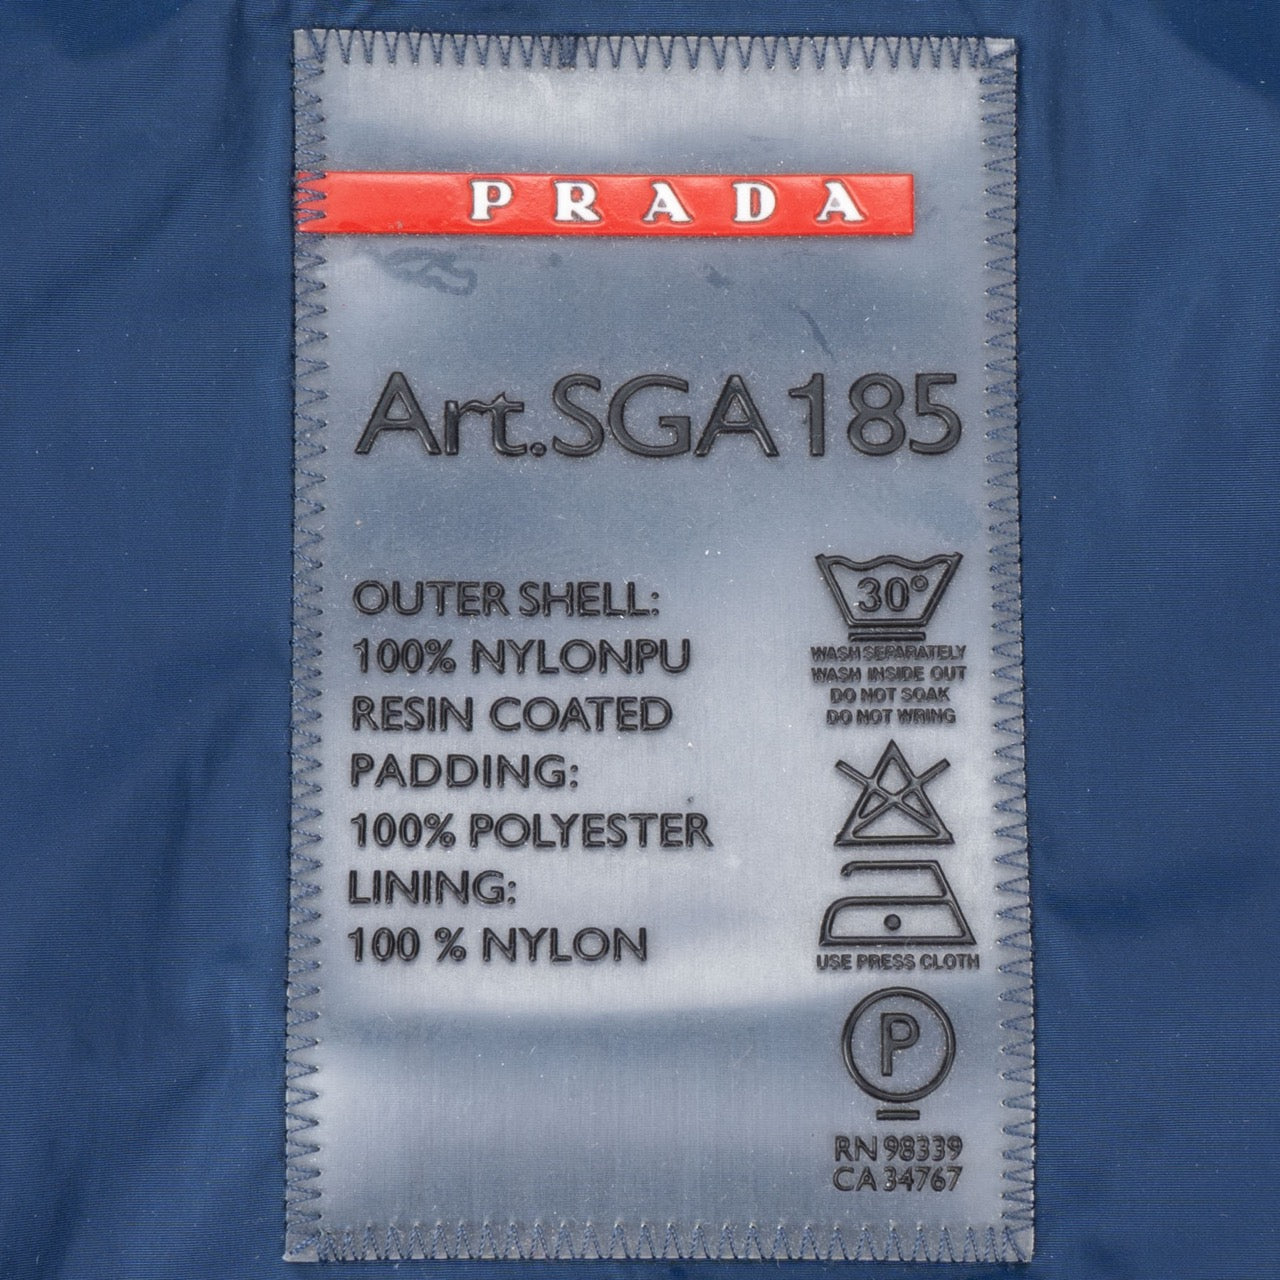 PRADA
Art.SGA185
OUTER SHELL:
100% NYLONPU
RESIN COATED
PADDING:
100% POLYESTER
LINING:
100 % NYLON
30°
WASH SEPARATELY
WASH INSIDE OUT
DO NOT SOAK
DO NOT WRING
USE PRESS CLOTH
P
RN 98339
CA 34767